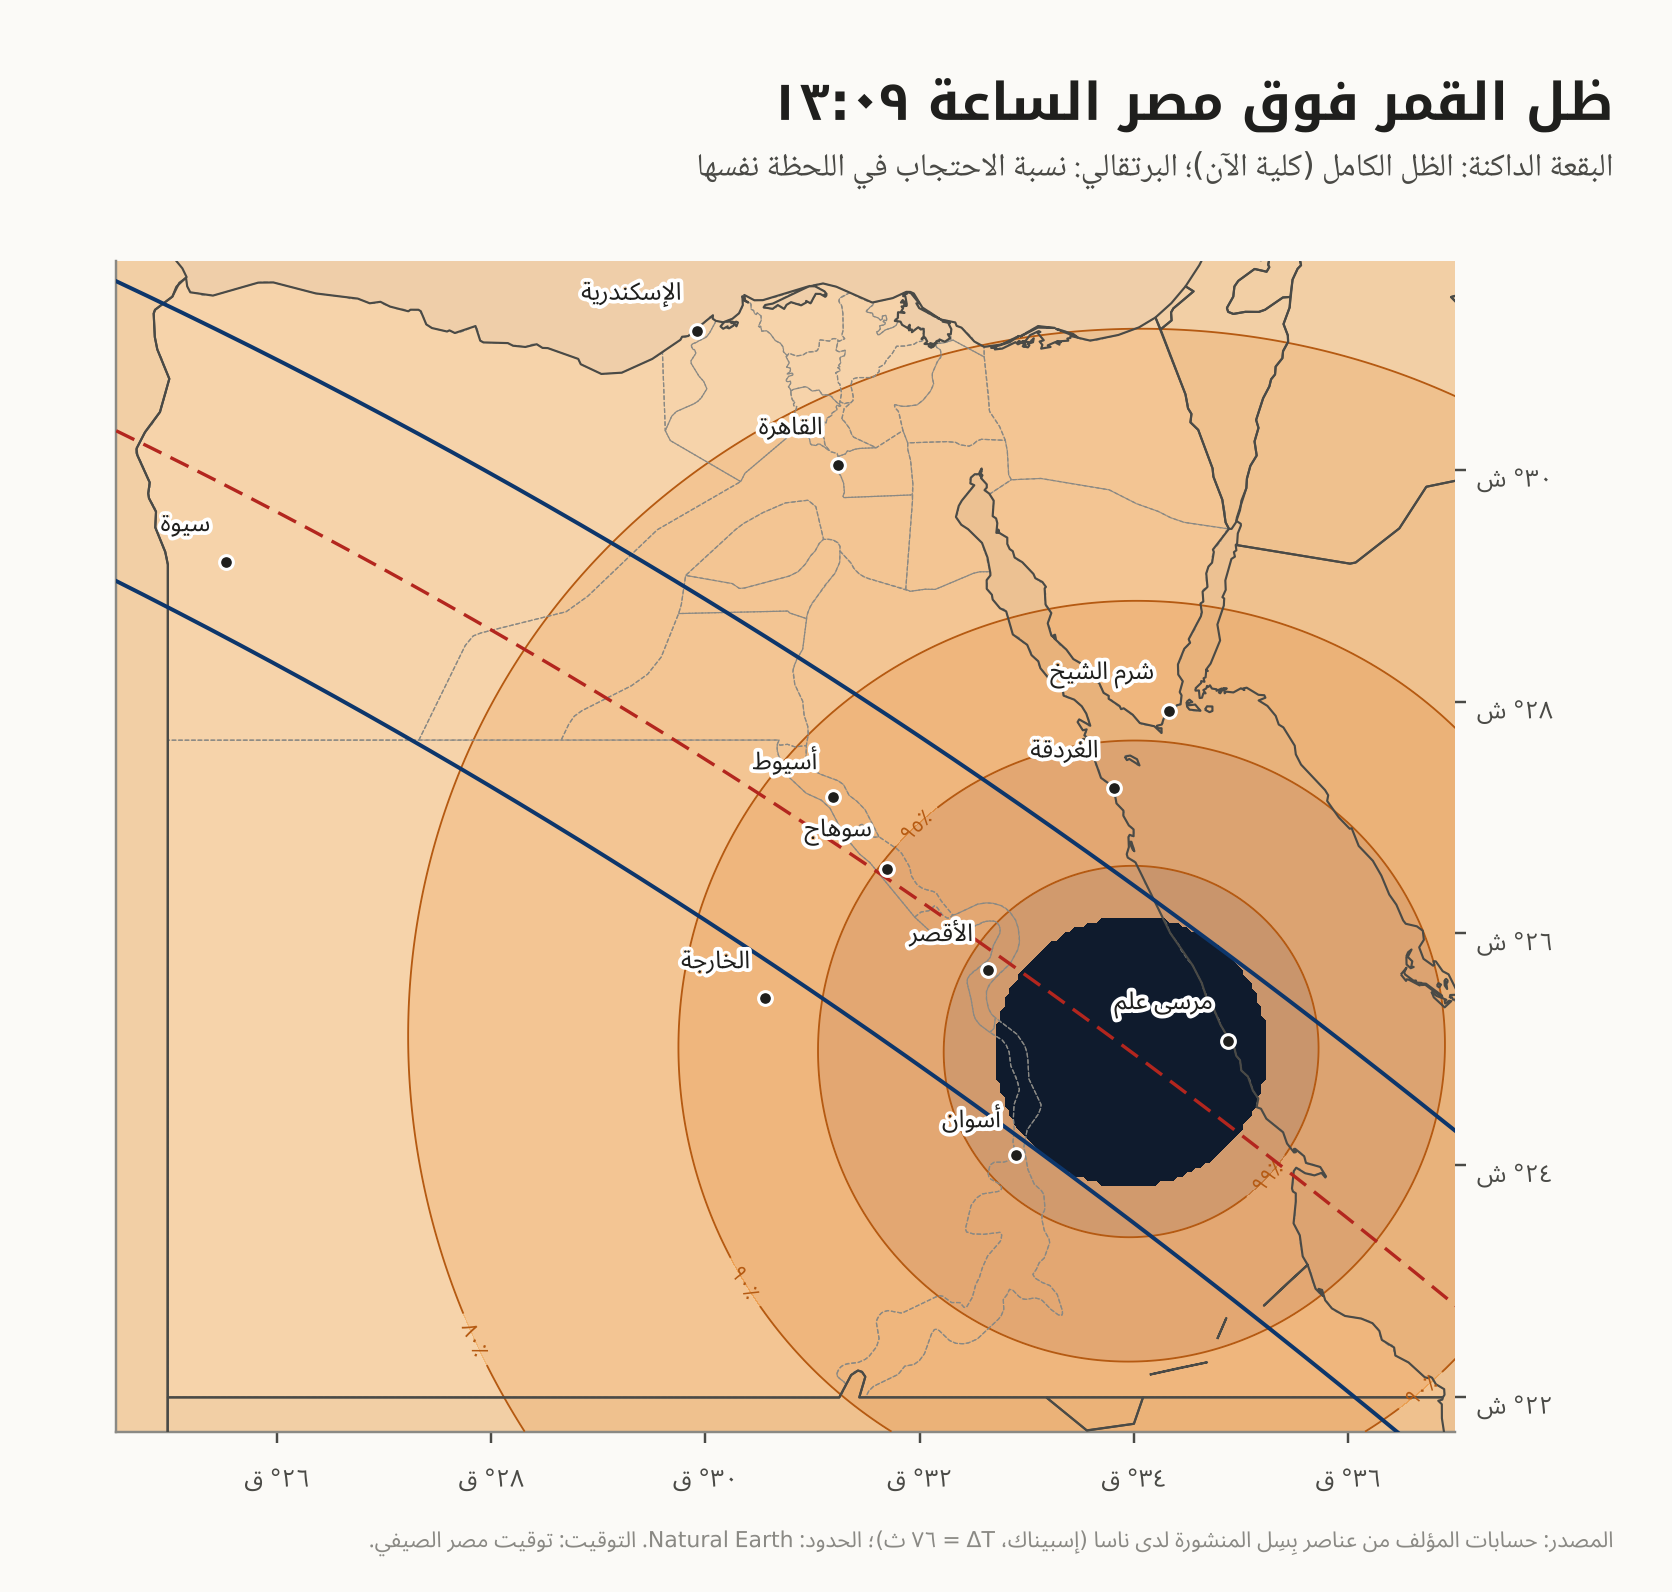 ظل القمر فوق مصر الساعة ١٣:٠٩
البقعة الداكنة: الظل الكامل (كلية الآن)؛ البرتقالي: نسبة الاحتجاب في اللحظة نفسها
الإسكندرية
القاهرة
سيوة
شرم الشيخ
الغردقة
أسيوط
سوهاج
٩٥٪
الأقصر
الخارجة
مرسى علم
أسوان
٩٩٪
٩٠٪
٨٠٪
٩٠٪
٣٠° ش
٢٨° ش
٢٦° ش
٢٤° ش
٢٢° ش
٢٦° ق
٢٨° ق
٣٠° ق
٣٢° ق
٣٤° ق
٣٦° ق
المصدر: حسابات المؤلف من عناصر بِسِل المنشورة لدى ناسا (إسبيناك، ΔT = ٧٦ ث)؛ الحدود: Natural Earth. التوقيت: توقيت مصر الصيفي.